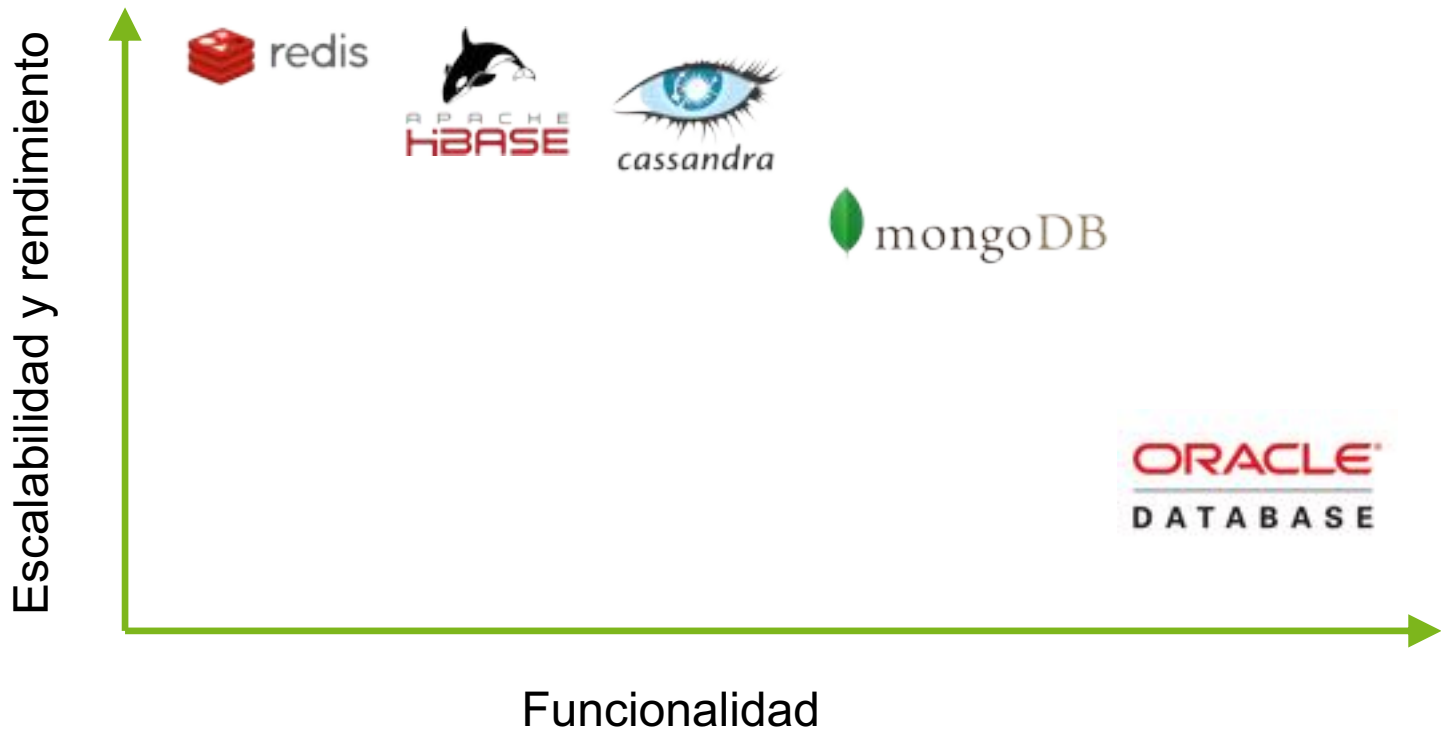 Escalabilidad y rendimiento
redis
APACHE
HBASE
cassandra
mongoDB
ORACLE
DATABASE
Funcionalidad